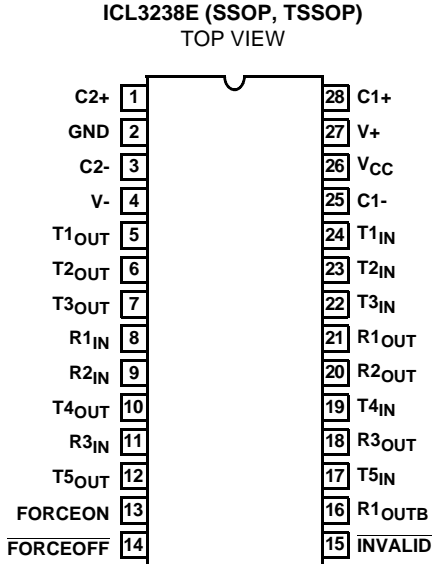 ICL3238E (SSOP, TSSOP)
TOP VIEW
C2+ 1 28 C1+
GND 2 27 V+
C2- 3 26 VCC
V- 4 25 C1-
T1OUT 5 24 T1IN
T2OUT 6 23 T2IN
T3OUT 7 22 T3IN
R1IN 8 21 R1OUT
R2IN 9 20 R2OUT
T4OUT 10 19 T4IN
R3IN 11 18 R3OUT
T5OUT 12 17 T5IN
FORCEON 13 16 R1OUTB
FORCEOFF 14 15 INVALID